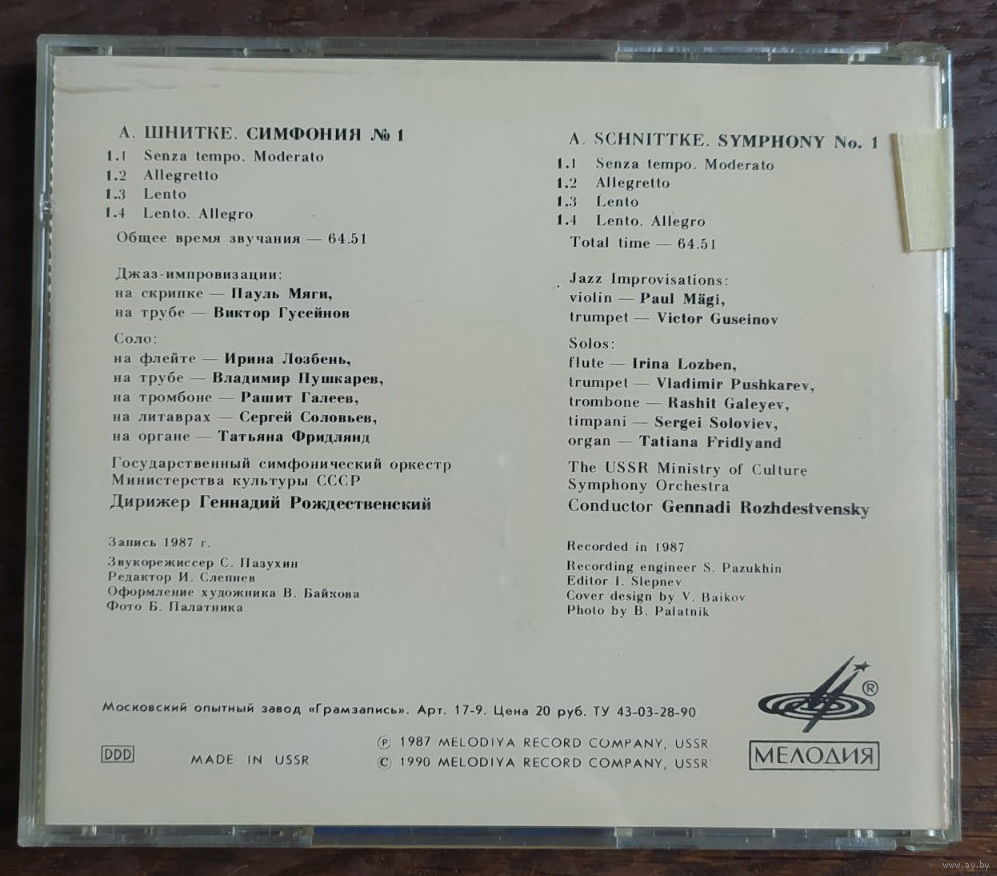 А. ШНИТКЕ. СИМФОНИЯ № 1
1.1 Senza tempo. Moderato
1.2 Allegretto
1.3 Lento
1.4 Lento. Allegro
Общее время звучания — 64.51
Джаз-импровизации:
на скрипке — Пауль Мяги,
на трубе — Виктор Гусейнов
Соло:
на флейте — Ирина Лозбень,
на трубе — Владимир Пушкарев,
на тромбоне — Рашит Галеев,
на литаврах — Сергей Соловьев,
на органе — Татьяна Фридлянд
Государственный симфонический оркестр
Министерства культуры СССР
Дирижер Геннадий Рождественский
Запись 1987 г.
Звукорежиссер С. Пазухин
Редактор И. Слепнев
Оформление художника В. Байкова
Фото Б. Палатника
A. SCHNITTKE. SYMPHONY No. 1
1.1 Senza tempo. Moderato
1.2 Allegretto
1.3 Lento
1.4 Lento. Allegro
Total time — 64.51
Jazz Improvisations:
violin — Paul Mägi,
trumpet — Victor Guseinov
Solos:
flute — Irina Lozben,
trumpet — Vladimir Pushkarev,
trombone — Rashit Galeyev,
timpani — Sergei Soloviev,
organ — Tatiana Fridlyand
The USSR Ministry of Culture
Symphony Orchestra
Conductor Gennadi Rozhdestvensky
Recorded in 1987
Recording engineer S. Pazukhin
Editor I. Slepnev
Cover design by V. Baikov
Photo by B. Palatnik
Московский опытный завод «Грамзапись». Арт. 17-9. Цена 20 руб. ТУ 43-03-28-90
DDD
MADE IN USSR
℗ 1987 MELODIYA RECORD COMPANY, USSR
© 1990 MELODIYA RECORD COMPANY, USSR
®
МЕЛОДИЯ
www.ay.by